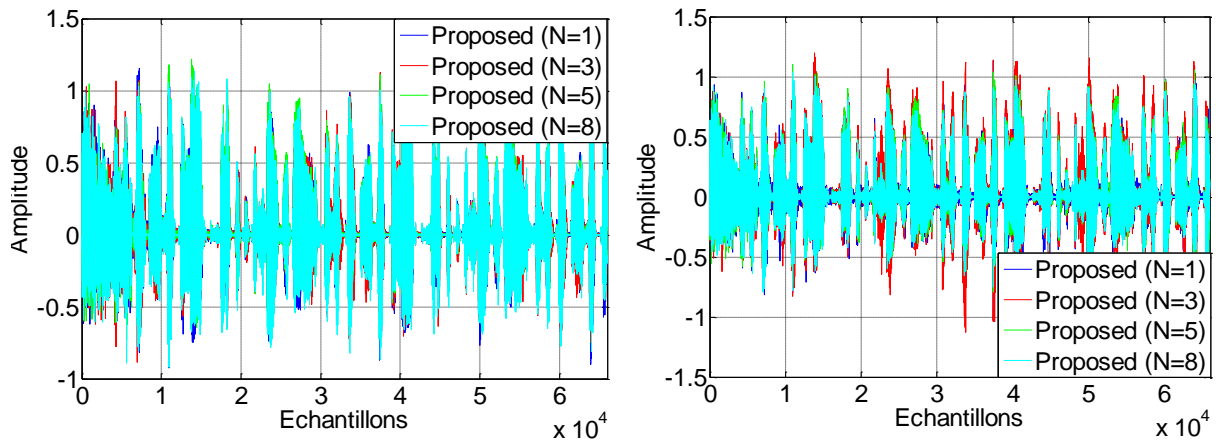 1.5
1
0.5
0
-0.5
-1
Amplitude
0
1
2
3
4
5
6
Echantillons
x 10^4
Proposed (N=1)
Proposed (N=3)
Proposed (N=5)
Proposed (N=8)
1.5
1
0.5
0
-0.5
-1
-1.5
Amplitude
0
1
2
3
4
5
6
Echantillons
x 10^4
Proposed (N=1)
Proposed (N=3)
Proposed (N=5)
Proposed (N=8)